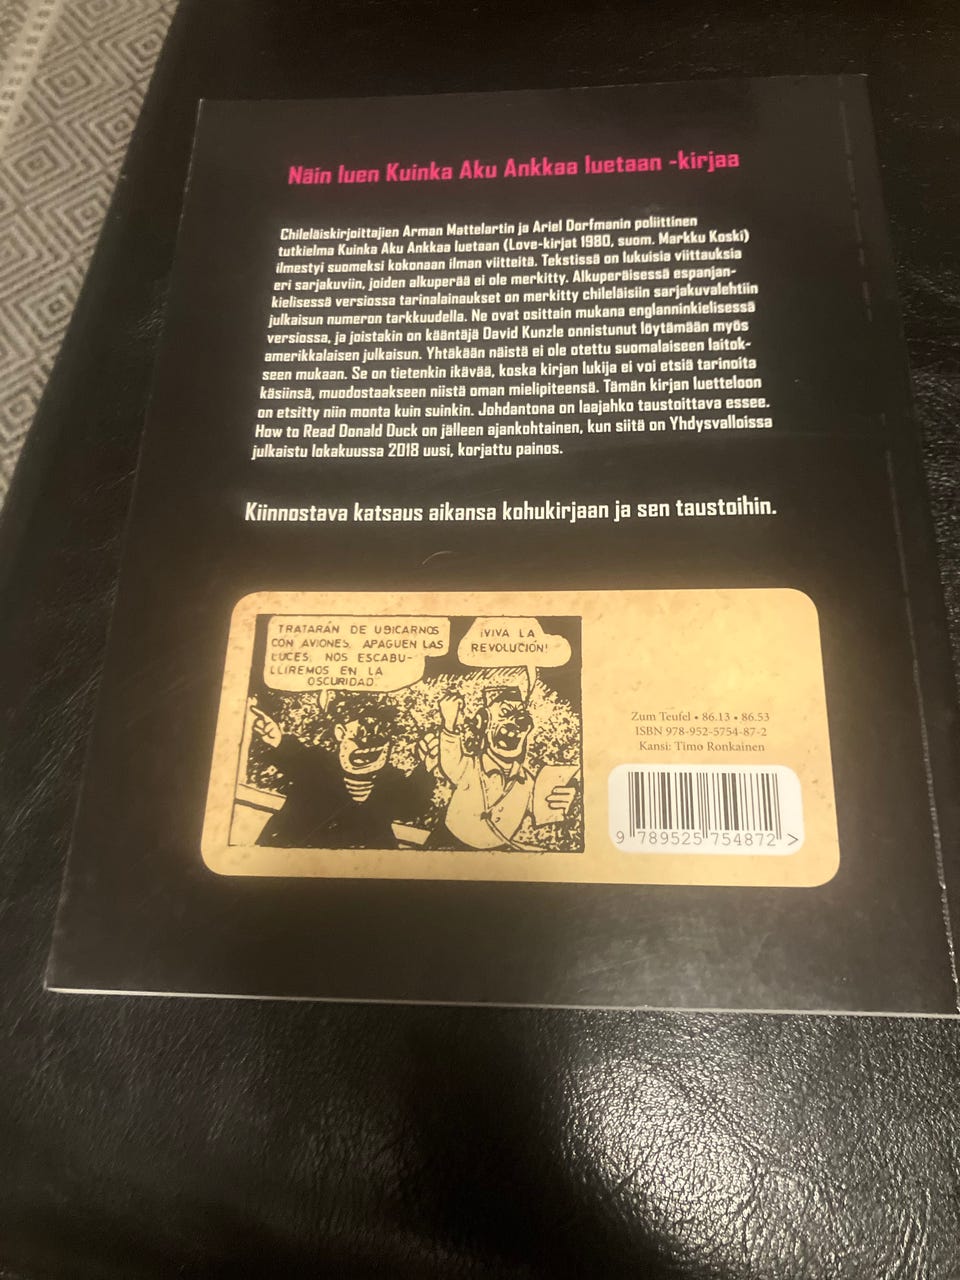 Näin luen Kuinka Aku Ankkaa luetaan -kirjaa
Chileläiskirjoittajien Arman Mattelartin ja Ariel Dorfmanin poliittinen
tutkielma Kuinka Aku Ankkaa luetaan (Love-kirjat 1980, suom. Markku Koski)
ilmestyi suomeksi kokonaan ilman viitteitä. Tekstissä on lukuisia viittauksia
eri sarjakuviin, joiden alkuperää ei ole merkitty. Alkuperäisessä espanjan-
kielisessä versiossa tarinalainaukset on merkitty chileläisiin sarjakuvalehtiin
julkaisun numeron tarkkuudella. Ne ovat osittain mukana englanninkielisessä
versiossa, ja joistakin on kääntäjä David Kunzle onnistunut löytämään myös
amerikkalaisen julkaisun. Yhtäkään näistä ei ole otettu suomalaiseen laitok-
seen mukaan. Se on tietenkin ikävää, koska kirjan lukija ei voi etsiä tarinoita
käsiinsä, muodostaakseen niistä oman mielipiteensä. Tämän kirjan luetteloon
on etsitty niin monta kuin suinkin. Johdantona on laajahko taustoittava essee.
How to Read Donald Duck on jälleen ajankohtainen, kun siitä on Yhdysvalloissa
julkaistu lokakuussa 2018 uusi, korjattu painos.
Kiinnostava katsaus aikansa kohukirjaan ja sen taustoihin.
TRATARÁN DE UBICARNOS
CON AVIONES. APAGUEN LAS
LUCES, NOS ESCABU-
LLIREMOS EN LA
OSCURIDAD.
¡VIVA LA
REVOLUCIÓN!
Zum Teufel • 86.13 • 86.53
ISBN 978-952-5754-87-2
Kansi: Timo Ronkainen
9 789525 754872 >